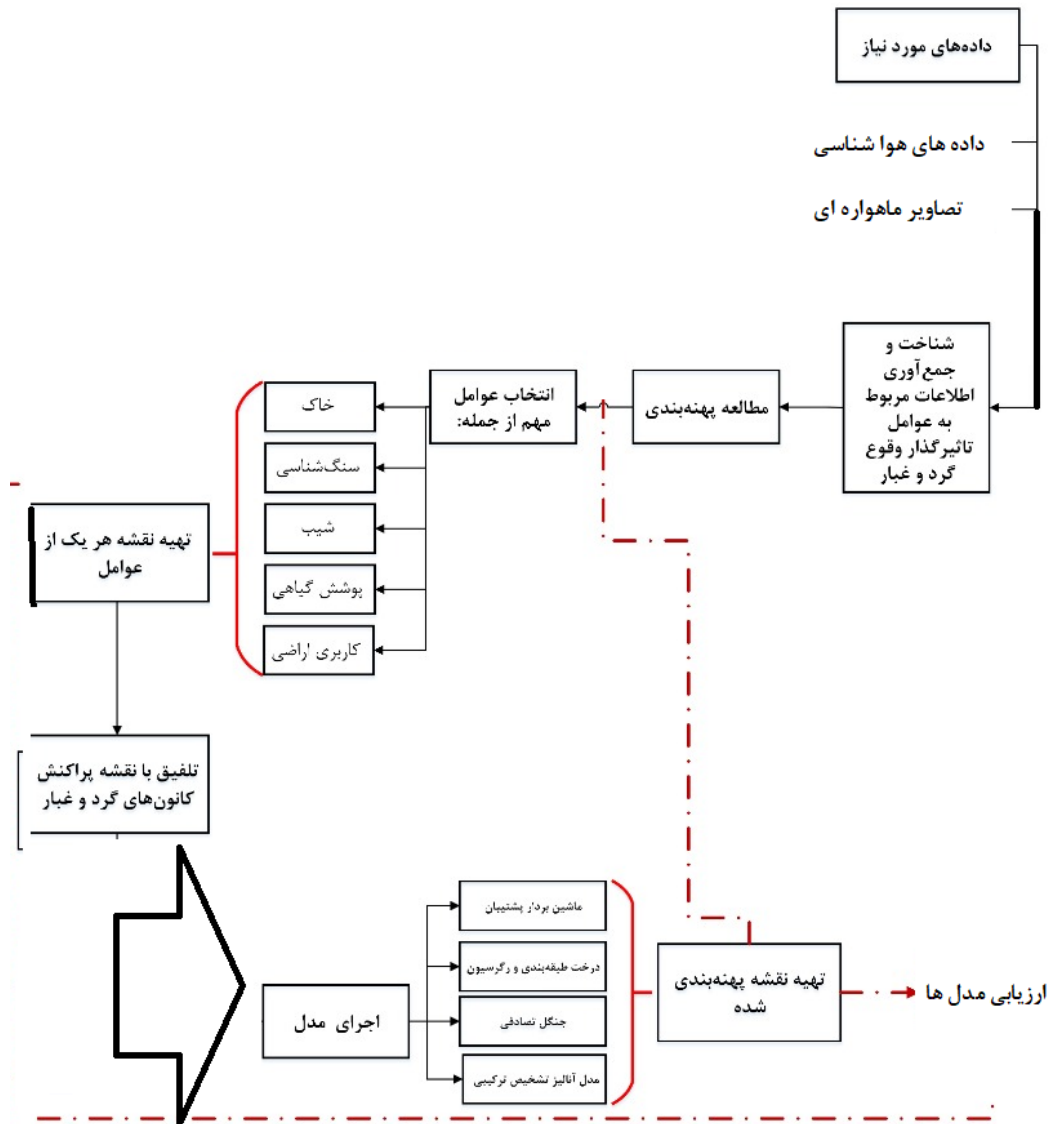 داده‌های مورد نیاز
داده های هوا شناسی
تصاویر ماهواره ای
شناخت و
جمع‌آوری
اطلاعات مربوط
به عوامل
تاثیرگذار وقوع
گرد و غبار
مطالعه پهنه‌بندی
انتخاب عوامل
مهم از جمله:
خاک
سنگ‌شناسی
شیب
پوشش گیاهی
کاربری اراضی
تهیه نقشه هر یک از
عوامل
تلفیق با نقشه پراکنش
کانون‌های گرد و غبار
اجرای مدل
ماشین بردار پشتیبان
درخت طبقه‌بندی و رگرسیون
جنگل تصادفی
مدل آنالیز تشخیص ترکیبی
تهیه نقشه پهنه‌بندی
شده
ارزیابی مدل ها